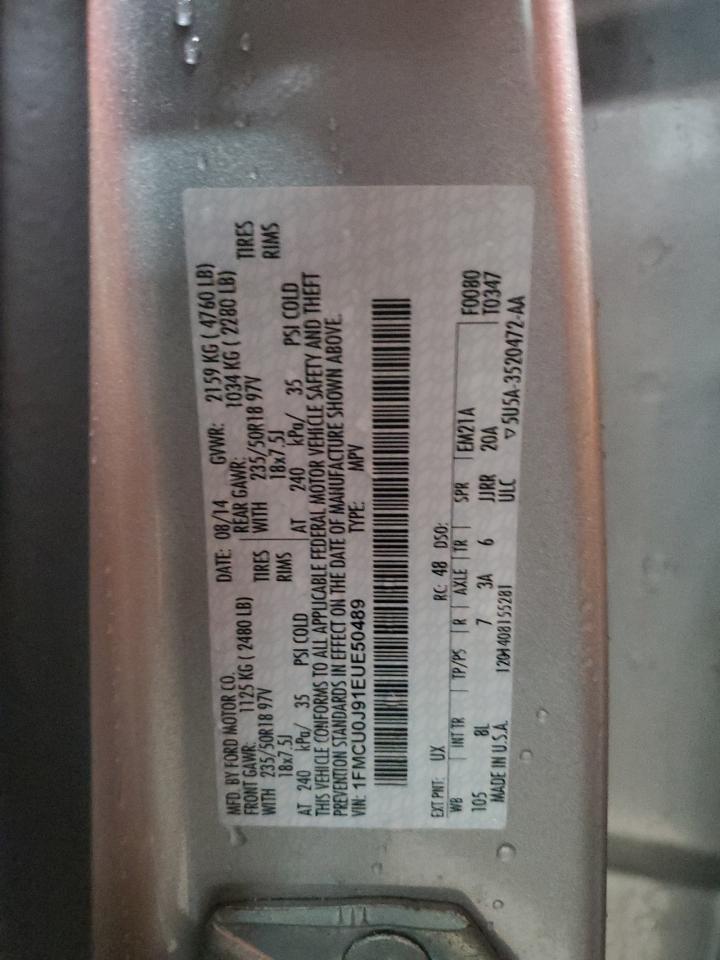 MFD. BY FORD MOTOR CO.
DATE: 08/14 GVWR: 2159 KG ( 4760 LB)
FRONT GAWR: 1125 KG ( 2480 LB)
REAR GAWR: 1034 KG ( 2280 LB)
WITH 235/50R18 97V TIRES
WITH 235/50R18 97V TIRES
18x7.5J RIMS
18x7.5J RIMS
AT 240 kPa/ 35 PSI COLD
AT 240 kPa/ 35 PSI COLD
THIS VEHICLE CONFORMS TO ALL APPLICABLE FEDERAL MOTOR VEHICLE SAFETY AND THEFT
PREVENTION STANDARDS IN EFFECT ON THE DATE OF MANUFACTURE SHOWN ABOVE.
VIN: 1FMCU0J91EUE50489 TYPE: MPV
EXT PNT: UX RC: 48 DSO: F0080
WB INT TR TP/PS R AXLE TR SPR EM21A T0347
105 8L 7 3A 6 JJRR 20A
MADE IN U.S.A. ULC ▽5U5A-3520472-AA